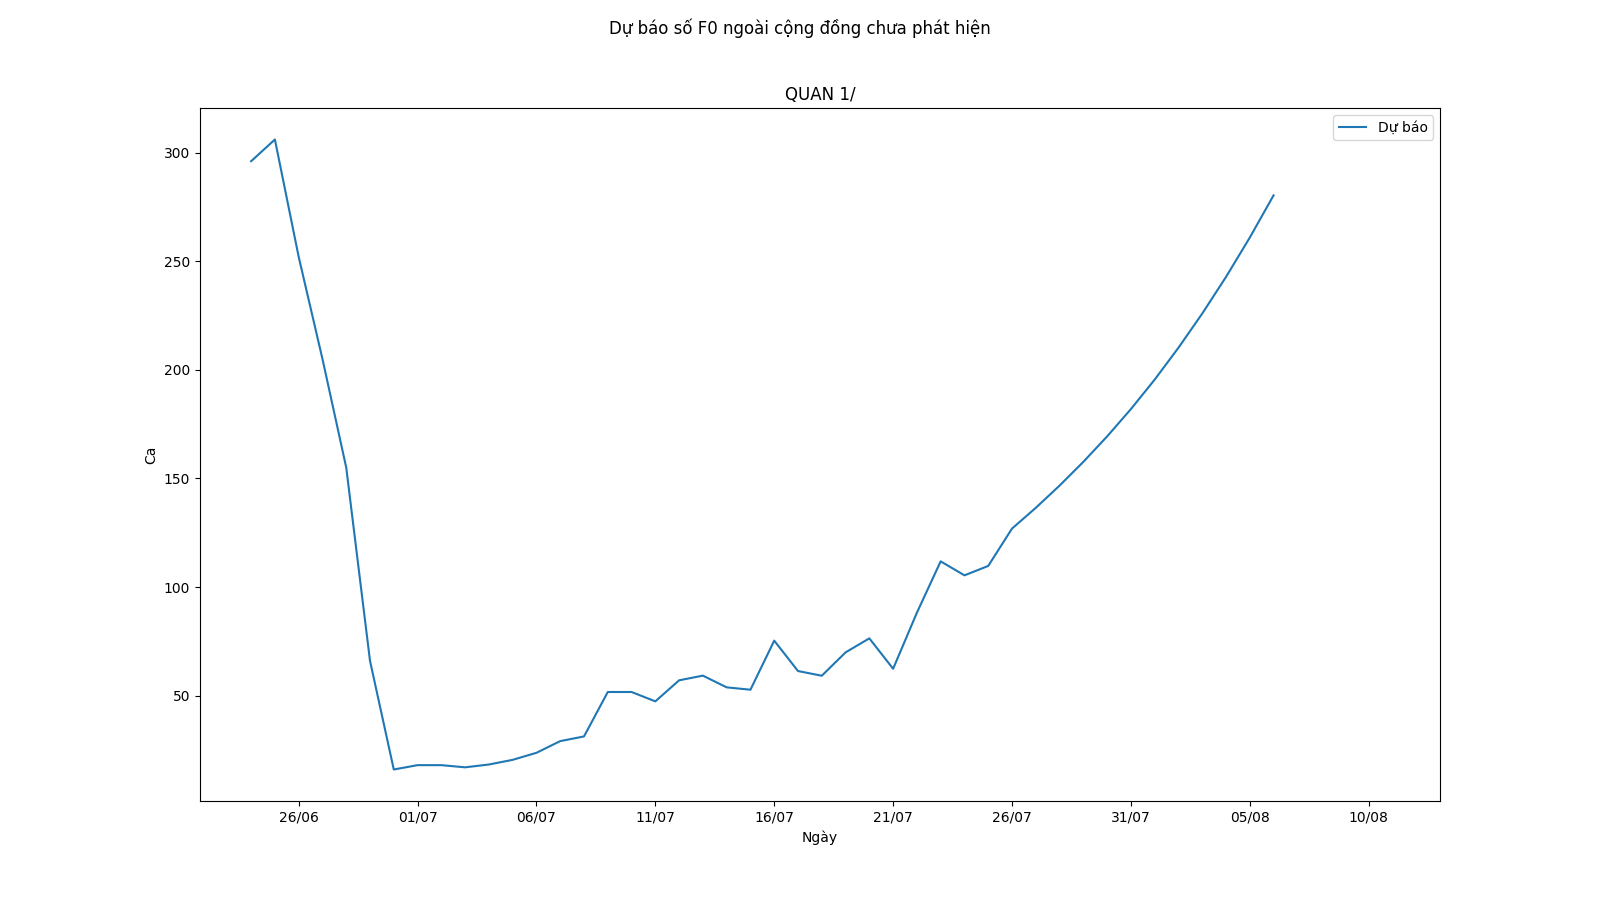 Dự báo số F0 ngoài cộng đồng chưa phát hiện
QUAN 1/
Dự báo
300
250
200
150
100
50
Ca
26/06 01/07 06/07 11/07 16/07 21/07 26/07 31/07 05/08 10/08
Ngày